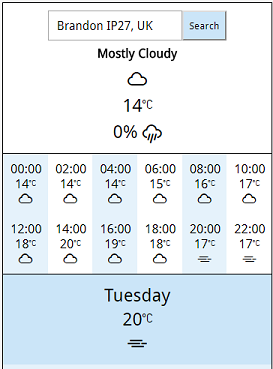 Brandon IP27, UK Search
Mostly Cloudy
14°C
0%
00:00 02:00 04:00 06:00 08:00 10:00
14°C 14°C 14°C 15°C 16°C 17°C
12:00 14:00 16:00 18:00 20:00 22:00
18°C 20°C 19°C 18°C 17°C 17°C
Tuesday
20°C